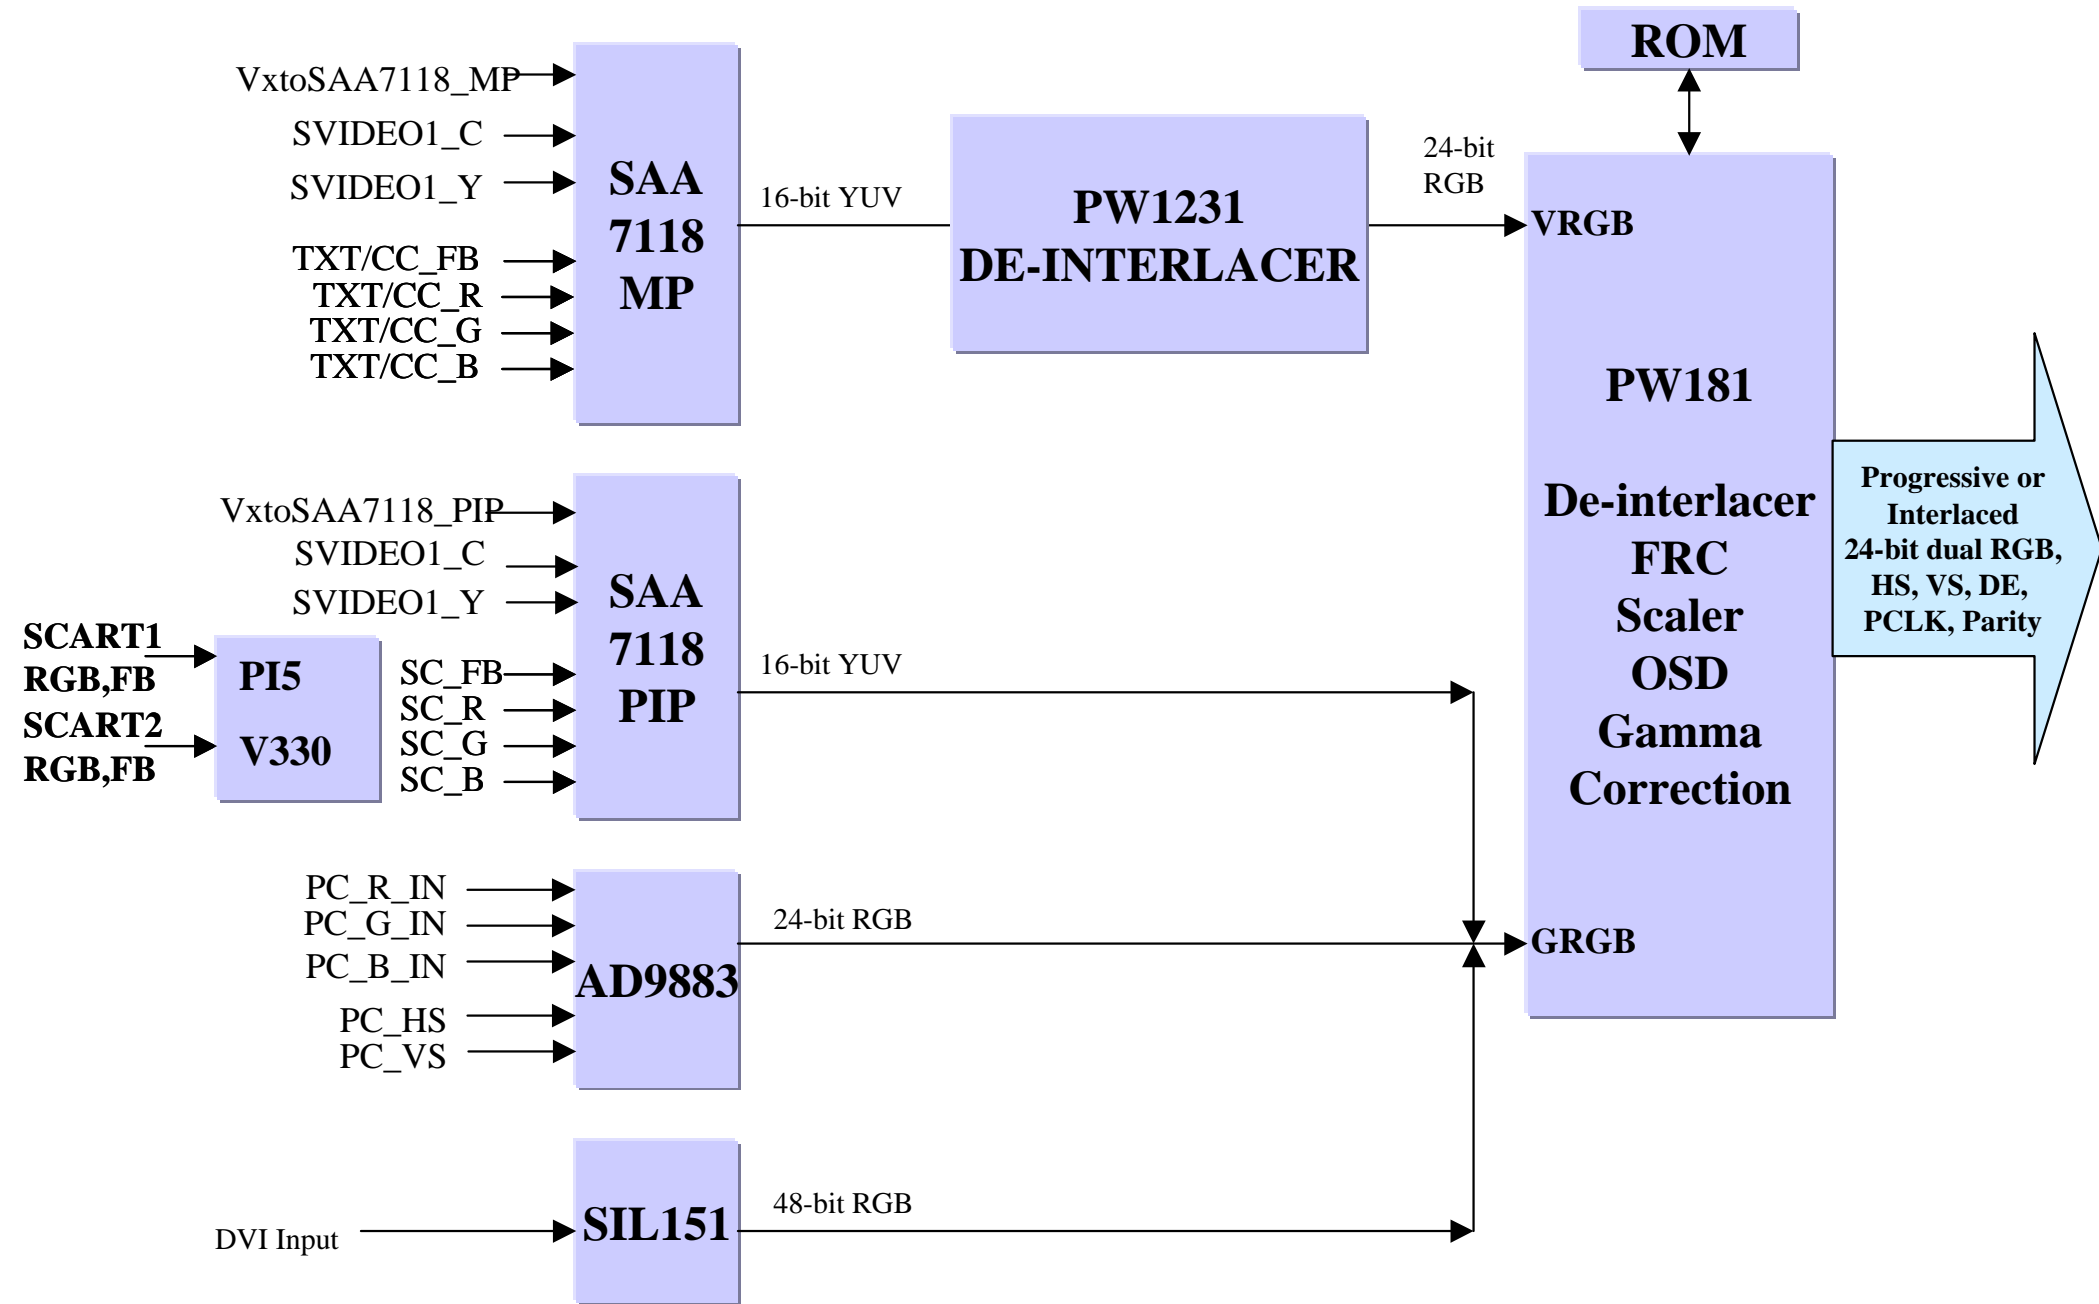 ROM
VxtoSAA7118_MP
SVIDEO1_C
SVIDEO1_Y
TXT/CC_FB
TXT/CC_R
TXT/CC_G
TXT/CC_B
SAA
7118
MP
16-bit YUV
PW1231
DE-INTERLACER
24-bit
RGB
VRGB
PW181
De-interlacer
FRC
Scaler
OSD
Gamma
Correction
GRGB
Progressive or
Interlaced
24-bit dual RGB,
HS, VS, DE,
PCLK, Parity
VxtoSAA7118_PIP
SVIDEO1_C
SVIDEO1_Y
SCART1
RGB,FB
SCART2
RGB,FB
PI5
V330
SC_FB
SC_R
SC_G
SC_B
SAA
7118
PIP
16-bit YUV
PC_R_IN
PC_G_IN
PC_B_IN
PC_HS
PC_VS
AD9883
24-bit RGB
DVI Input
SIL151
48-bit RGB